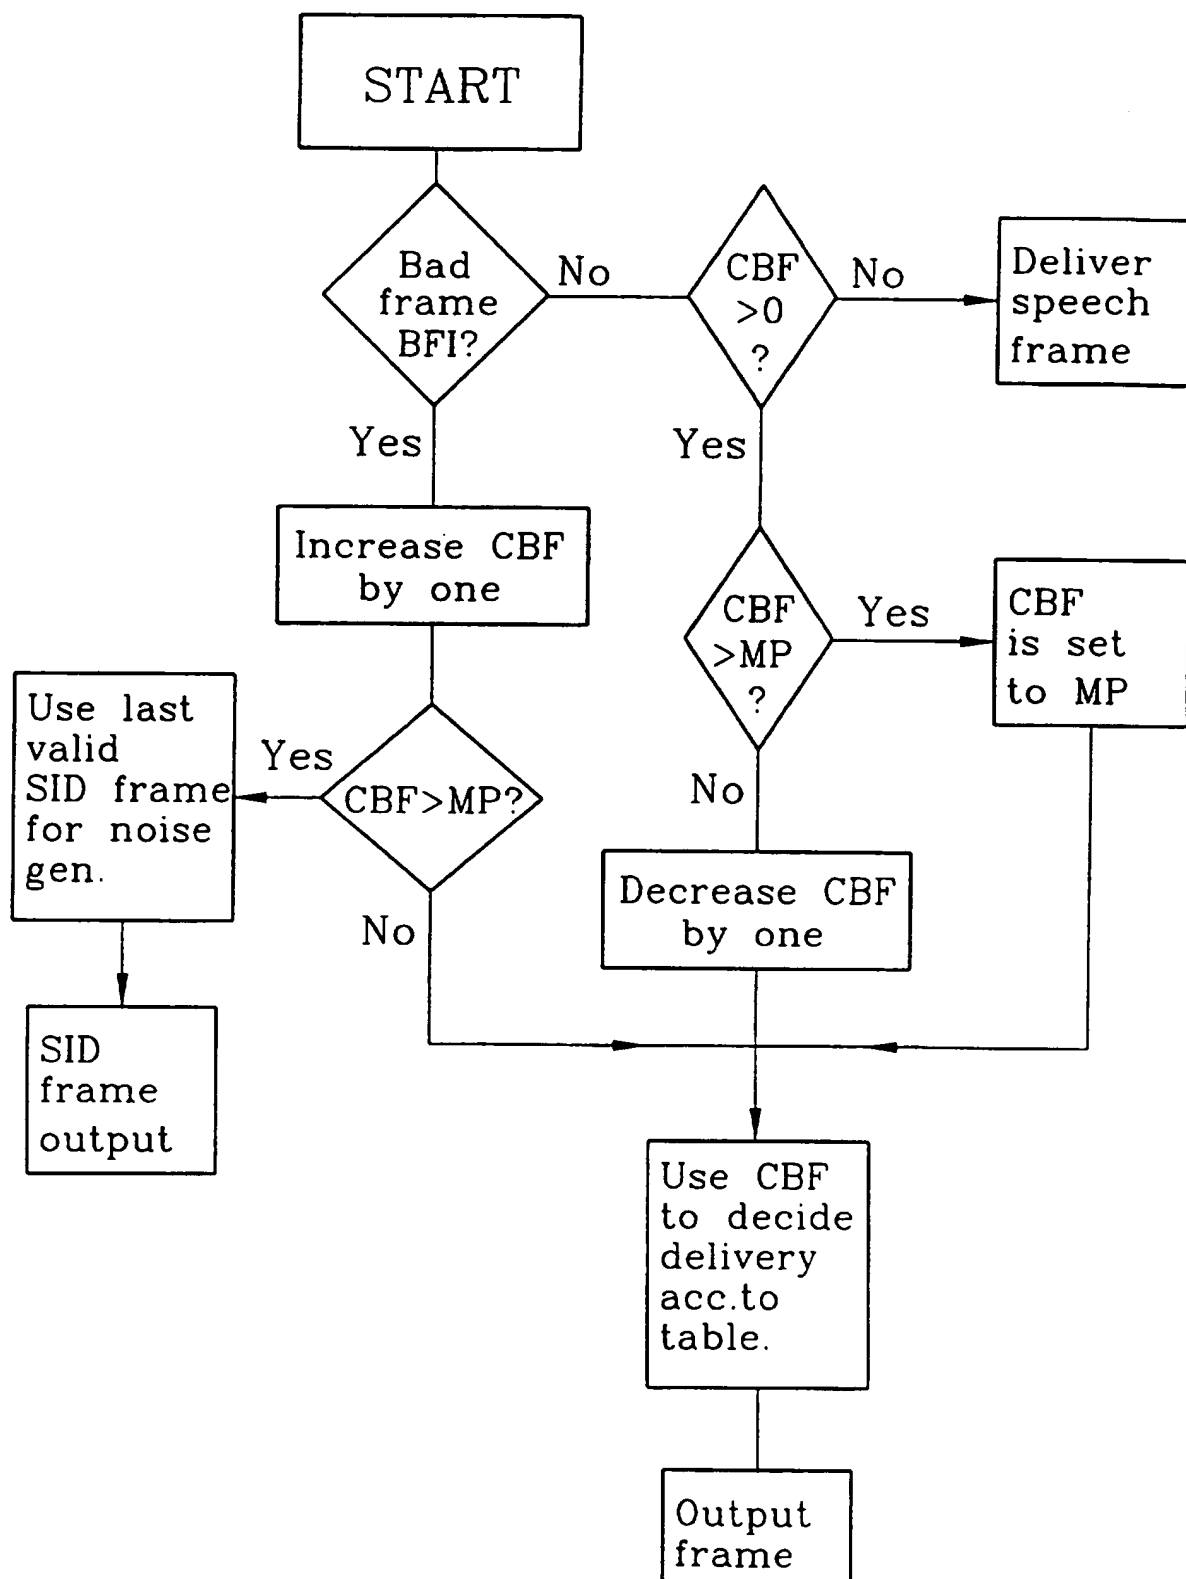 START
Bad
frame
BFI?
No
CBF
>0
?
No
Deliver
speech
frame
Yes
Yes
Increase CBF
by one
CBF
>MP
?
Yes
CBF
is set
to MP
Use last
valid
SID frame
for noise
gen.
Yes
CBF>MP?
No
No
Decrease CBF
by one
SID
frame
output
Use CBF
to decide
delivery
acc.to
table.
Output
frame